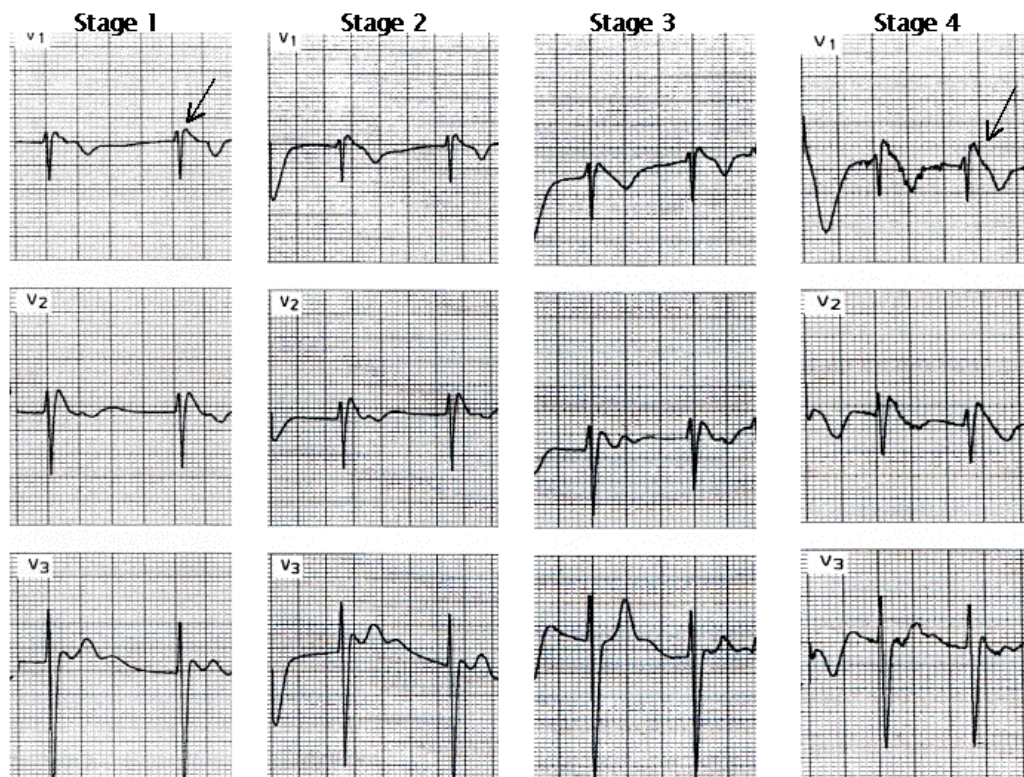 Stage 1 Stage 2 Stage 3 Stage 4
V₁ V₁ V₁
V₂ V₂ V₂
V₃ V₃ V₃